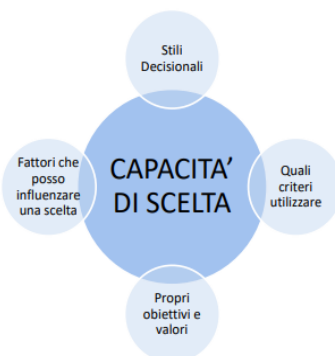 Stili
Decisionali
Fattori che
posso
influenzare
una scelta
CAPACITA’
DI SCELTA
Quali
criteri
utilizzare
Propri
obiettivi e
valori